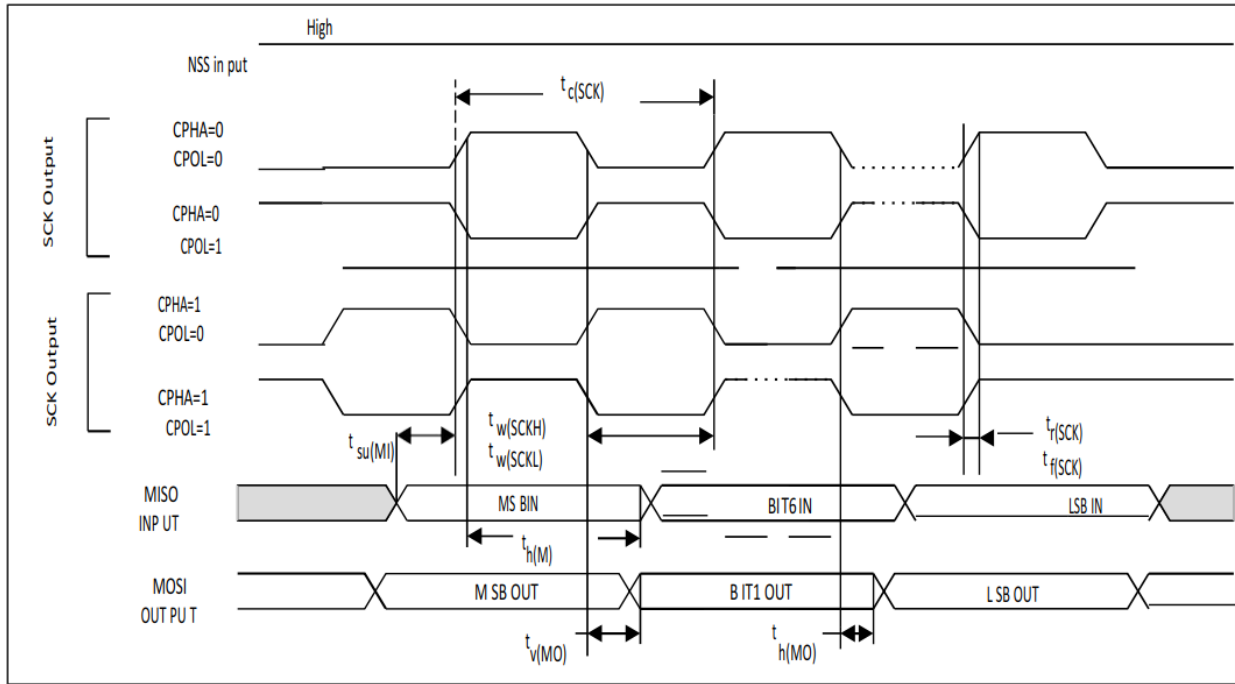 High
NSS in put
t c(SCK)
SCK Output
CPHA=0
CPOL=0
CPHA=0
CPOL=1
SCK Output
CPHA=1
CPOL=0
CPHA=1
CPOL=1
t su(MI)
t w(SCKH)
t w(SCKL)
t r(SCK)
t f(SCK)
MISO
INP UT
MS BIN
BIT6 IN
LSB IN
t h(M)
MOSI
OUT PU T
M SB OUT
B IT1 OUT
L SB OUT
t v(MO)
t h(MO)